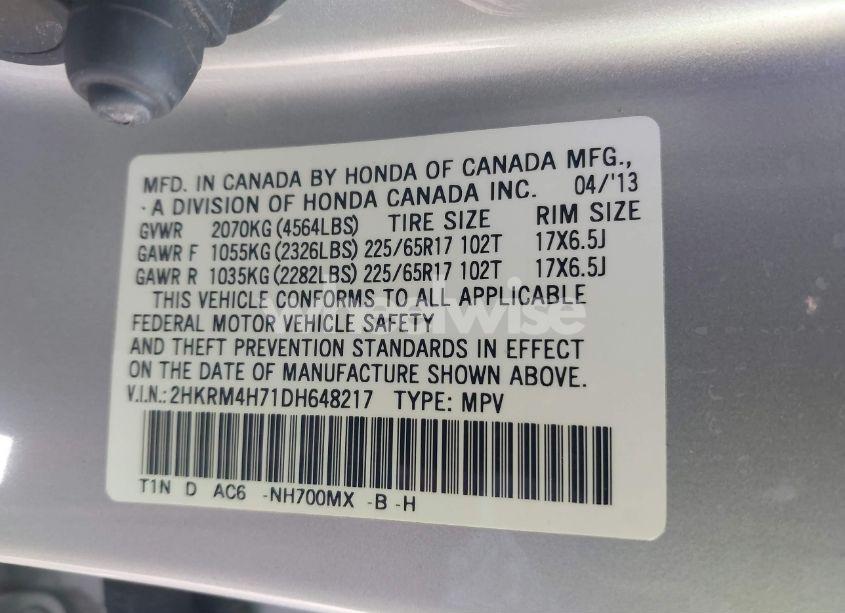 MFD. IN CANADA BY HONDA OF CANADA MFG.,
- A DIVISION OF HONDA CANADA INC. 04/'13
GVWR 2070KG (4564LBS) TIRE SIZE RIM SIZE
GAWR F 1055KG (2326LBS) 225/65R17 102T 17X6.5J
GAWR R 1035KG (2282LBS) 225/65R17 102T 17X6.5J
THIS VEHICLE CONFORMS TO ALL APPLICABLE
FEDERAL MOTOR VEHICLE SAFETY
AND THEFT PREVENTION STANDARDS IN EFFECT
ON THE DATE OF MANUFACTURE SHOWN ABOVE.
V.I.N.: 2HKRM4H71DH648217 TYPE: MPV
T1N D AC6 -NH700MX -B -H
wheelwise